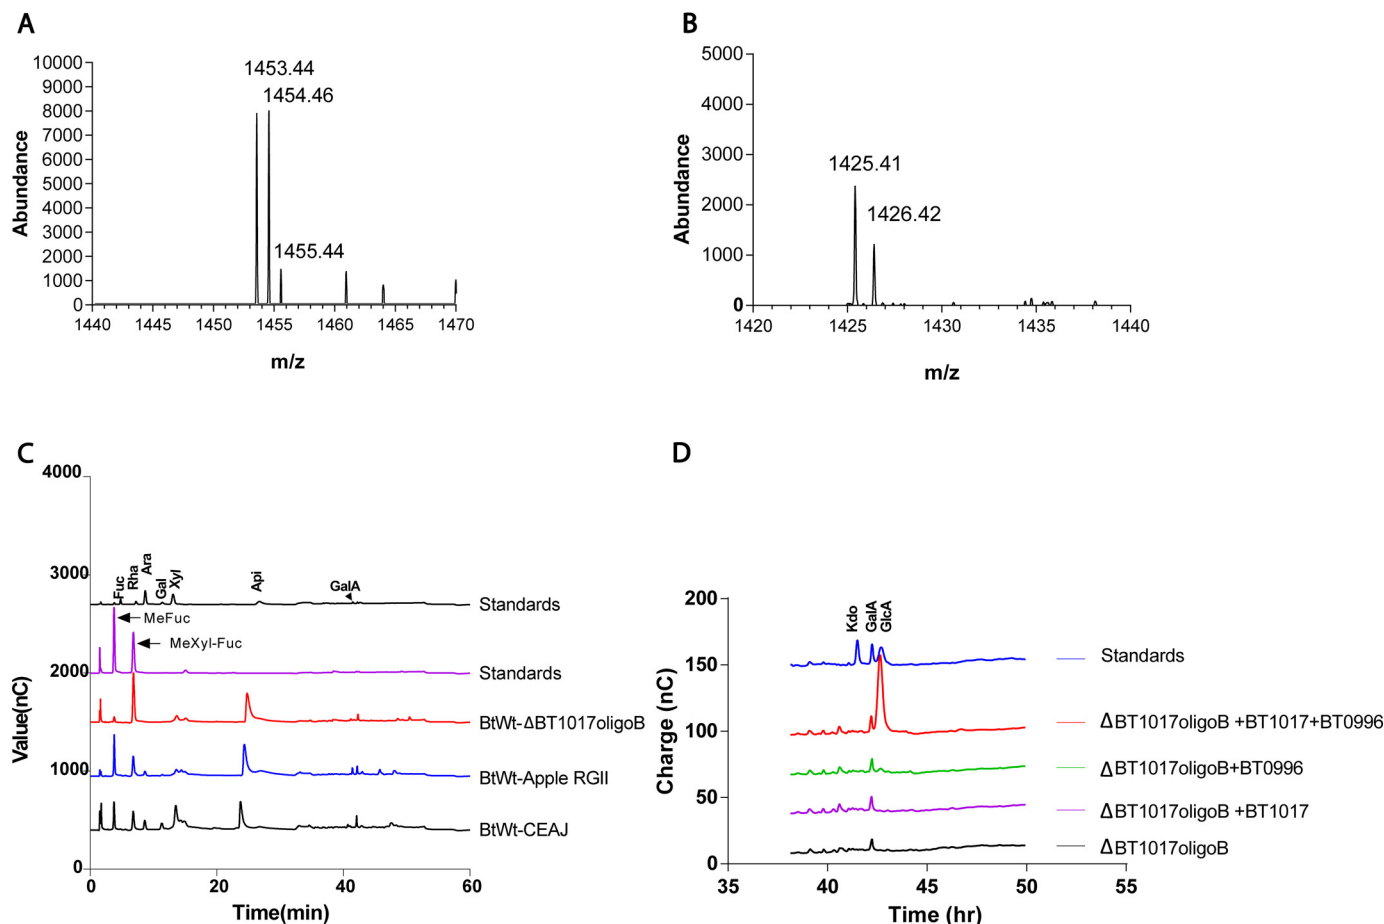 A
10000
9000
8000
7000
6000
5000
4000
3000
2000
1000
0
Abundance
1453.44
1454.46
1455.44
1440 1445 1450 1455 1460 1465 1470
m/z
B
5000
4000
3000
2000
1000
0
Abundance
1425.41
1426.42
1420 1425 1430 1435 1440
m/z
C
4000
3000
2000
1000
0
Value(nC)
Fuc
Rha
Ara
Gal
Xyl
Api
GalA
Standards
MeFuc
MeXyl-Fuc
Standards
BtWt-ΔBT1017oligoB
BtWt-Apple RGII
BtWt-CEAJ
0 20 40 60
Time(min)
D
200
150
100
50
0
Charge (nC)
Kdo
GalA
GlcA
Standards
ΔBT1017oligoB +BT1017+BT0996
ΔBT1017oligoB+BT0996
ΔBT1017oligoB +BT1017
ΔBT1017oligoB
35 40 45 50 55
Time (hr)